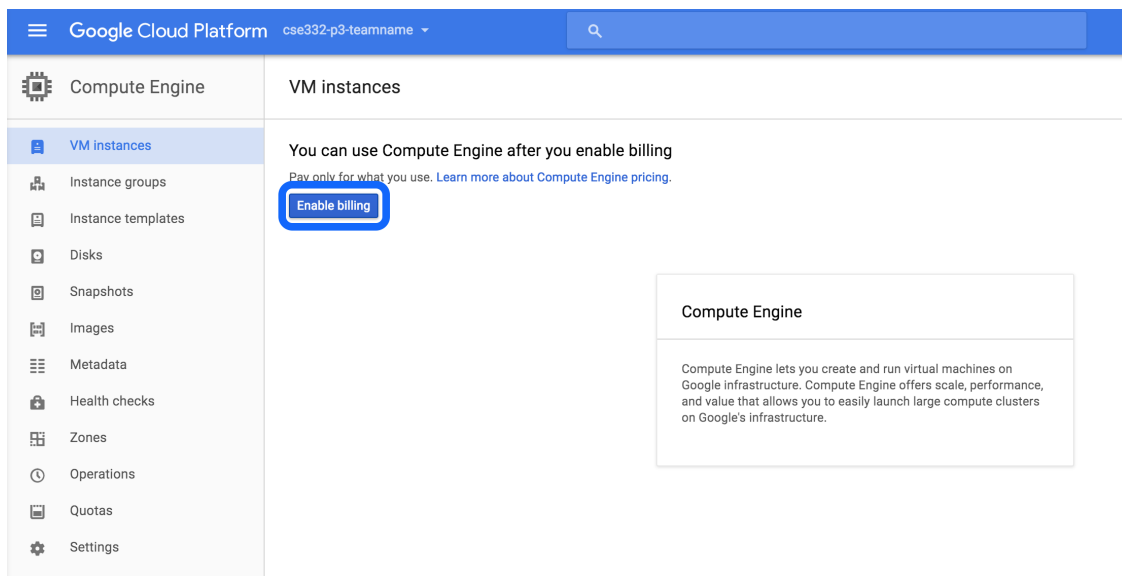 Google Cloud Platform cse332-p3-teamname
Compute Engine
VM instances
VM instances
Instance groups
Instance templates
Disks
Snapshots
Images
Metadata
Health checks
Zones
Operations
Quotas
Settings
You can use Compute Engine after you enable billing
Pay only for what you use. Learn more about Compute Engine pricing.
Enable billing
Compute Engine
Compute Engine lets you create and run virtual machines on
Google infrastructure. Compute Engine offers scale, performance,
and value that allows you to easily launch large compute clusters
on Google's infrastructure.